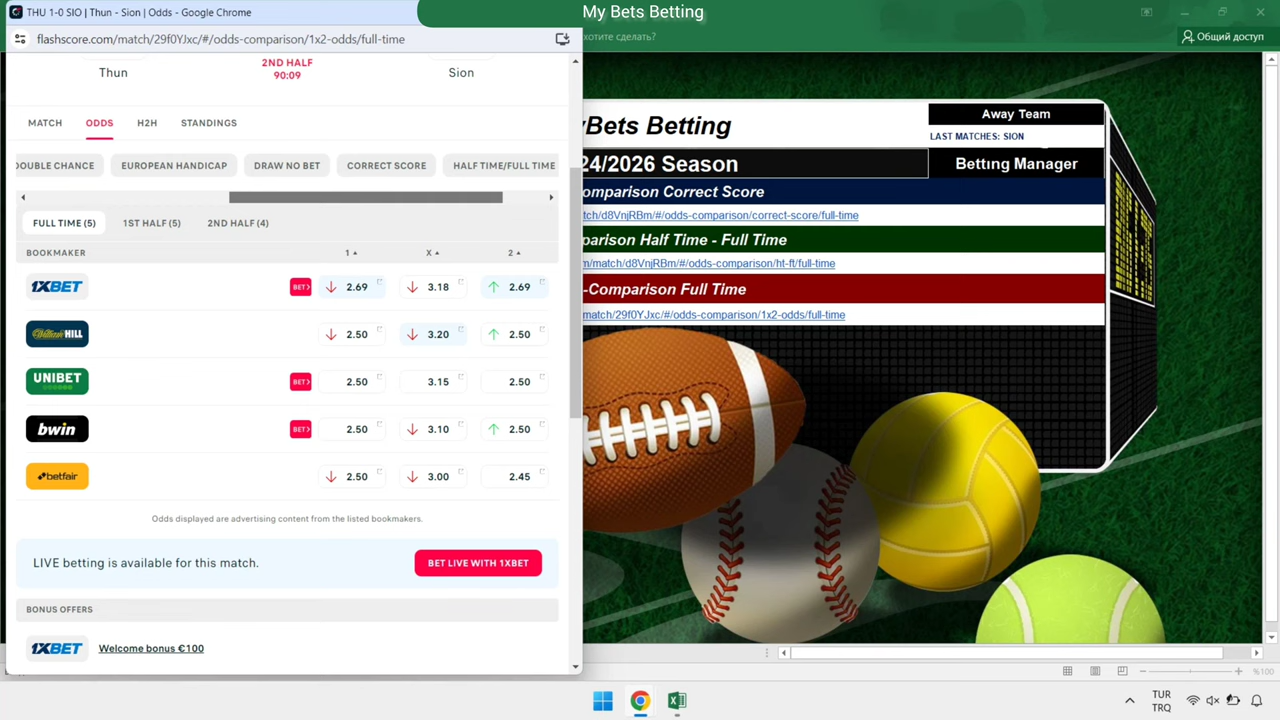 THU 1-0 SIO | Thun - Sion | Odds - Google Chrome
My Bets Betting
flashscore.com/match/29f0YJxc/#/odds-comparison/1x2-odds/full-time
хотите сделать?
Общий доступ
Thun
2ND HALF
90:09
Sion
MATCH
ODDS
H2H
STANDINGS
DOUBLE CHANCE
EUROPEAN HANDICAP
DRAW NO BET
CORRECT SCORE
HALF TIME/FULL TIME
FULL TIME (5)
1ST HALF (5)
2ND HALF (4)
BOOKMAKER 1 X 2
1XBET BET 2.69 3.18 2.69
William HILL 2.50 3.20 2.50
UNIBET BET 2.50 3.15 2.50
bwin BET 2.50 3.10 2.50
betfair 2.50 3.00 2.45
Odds displayed are advertising content from the listed bookmakers.
LIVE betting is available for this match.
BET LIVE WITH 1XBET
BONUS OFFERS
1XBET Welcome bonus €100
yBets Betting
Away Team
LAST MATCHES: SION
24/2026 Season
Betting Manager
omparison Correct Score
tch/d8VnjRBm/#/odds-comparison/correct-score/full-time
parison Half Time - Full Time
m/match/d8VnjRBm/#/odds-comparison/ht-ft/full-time
-Comparison Full Time
match/29f0YJxc/#/odds-comparison/1x2-odds/full-time
%100
TUR
TRQ